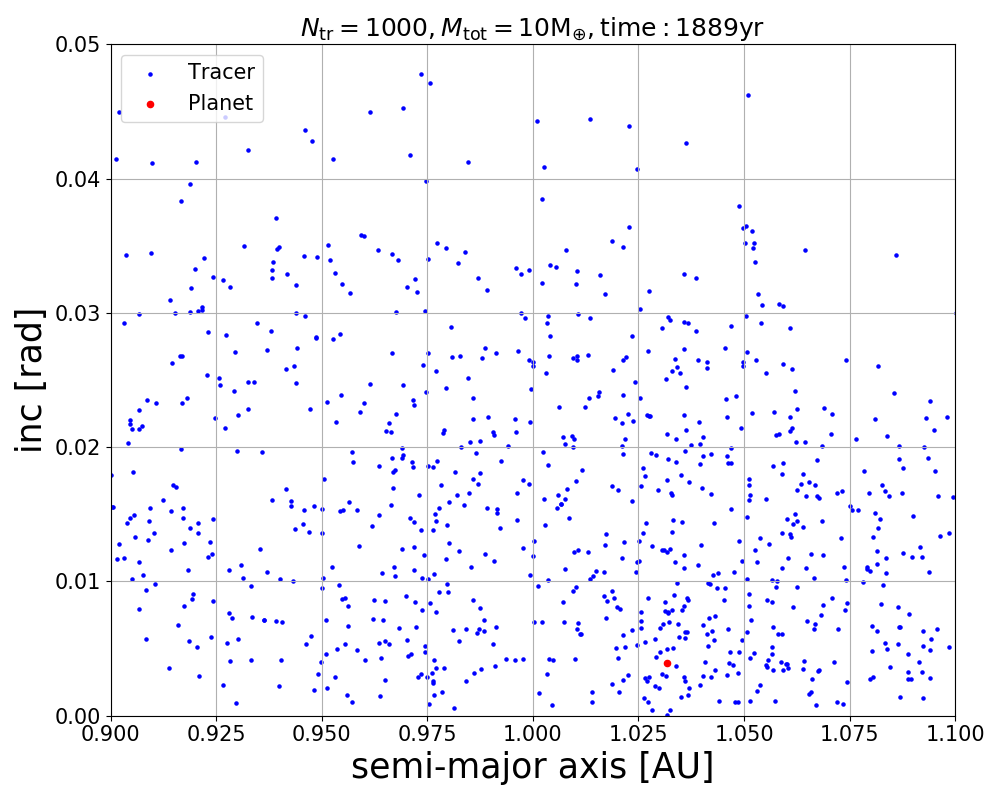 N_tr = 1000, M_tot = 10M_⊕, time : 1889yr
0.05
Tracer
Planet
0.04
0.03
inc [rad]
0.02
0.01
0.00
0.900 0.925 0.950 0.975 1.000 1.025 1.050 1.075 1.100
semi-major axis [AU]